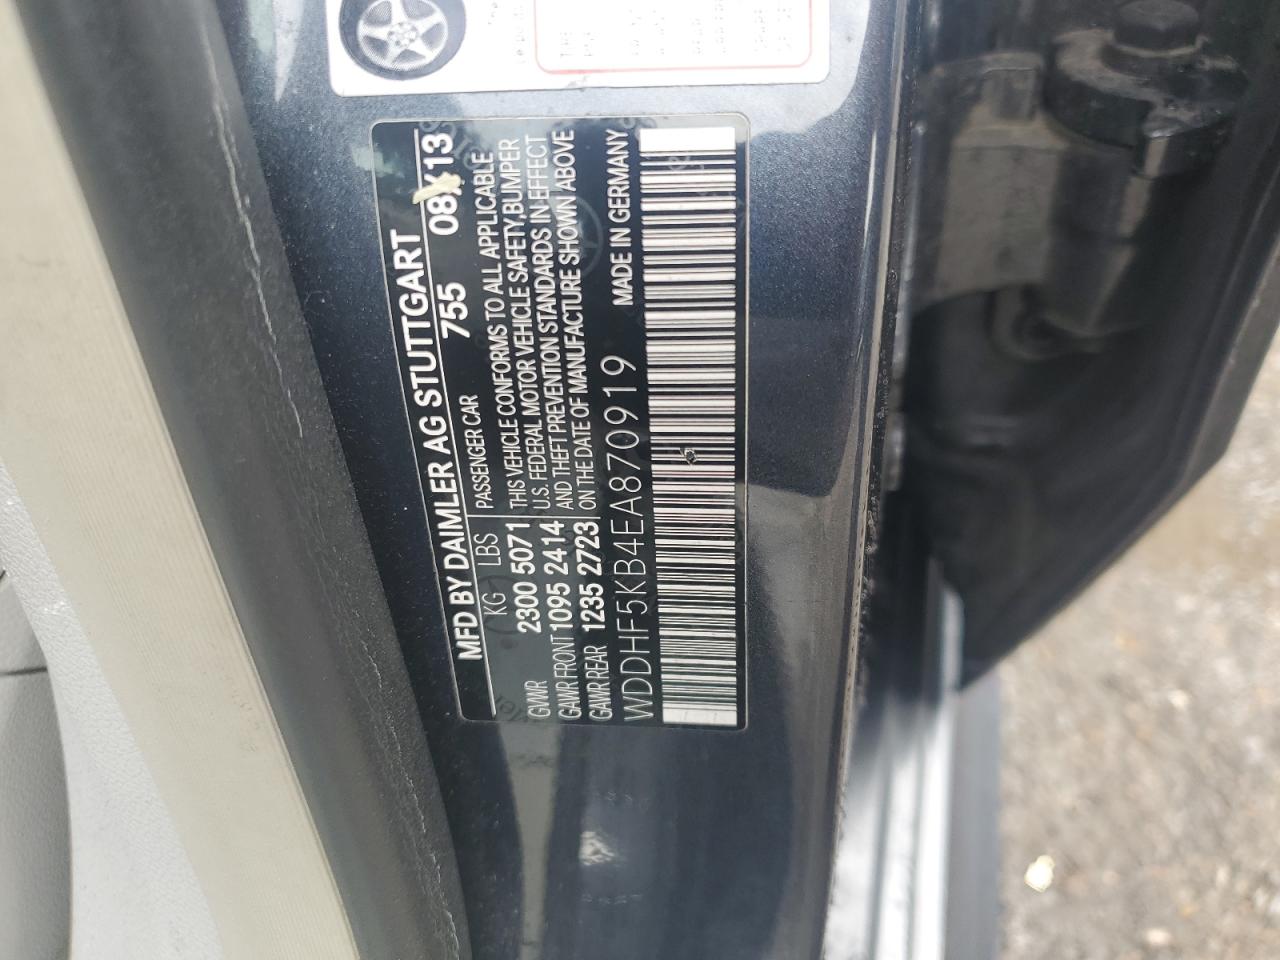 MFD BY DAIMLER AG STUTTGART
755 08/13
KG LBS PASSENGER CAR
GVWR 2300 5071
GAWR FRONT 1095 2414
GAWR REAR 1235 2723
THIS VEHICLE CONFORMS TO ALL APPLICABLE
U.S. FEDERAL MOTOR VEHICLE SAFETY,BUMPER
AND THEFT PREVENTION STANDARDS IN EFFECT
ON THE DATE OF MANUFACTURE SHOWN ABOVE
WDDHF5KB4EA870919
MADE IN GERMANY